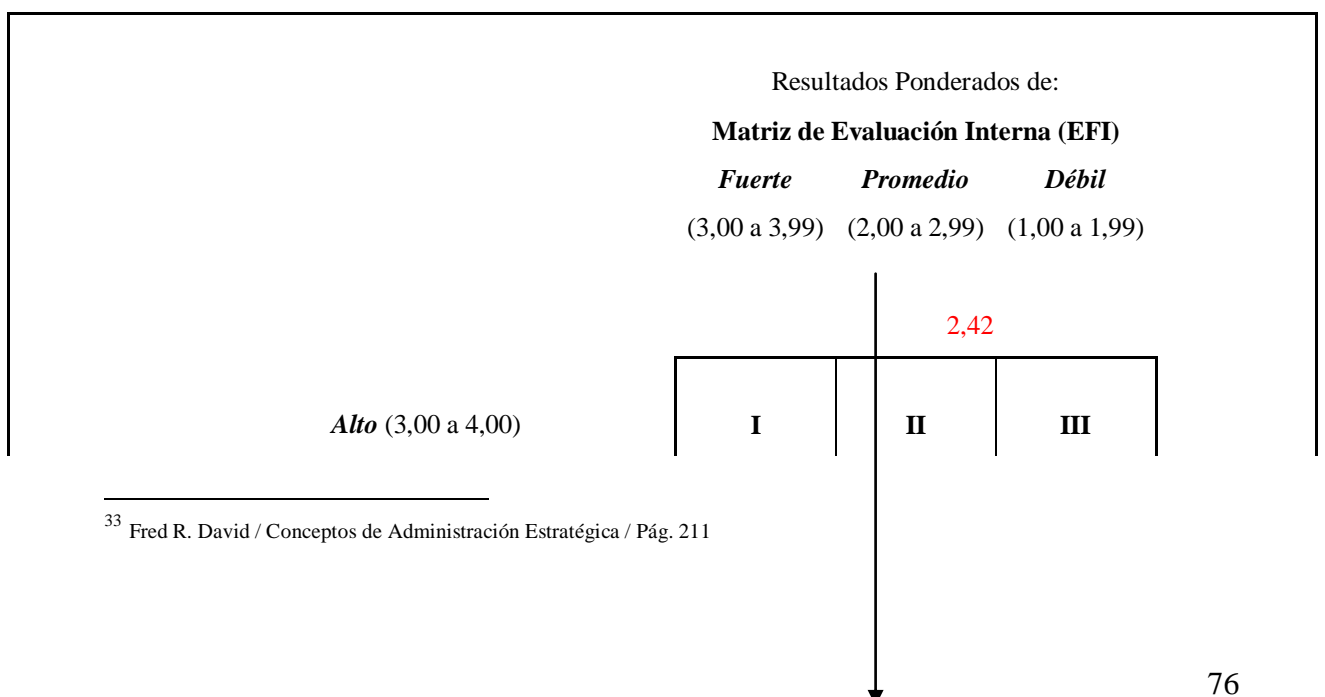 Resultados Ponderados de:
Matriz de Evaluación Interna (EFI)
Fuerte Promedio Débil
(3,00 a 3,99) (2,00 a 2,99) (1,00 a 1,99)
2,42
Alto (3,00 a 4,00) I II III
33 Fred R. David / Conceptos de Administración Estratégica / Pág. 211
76